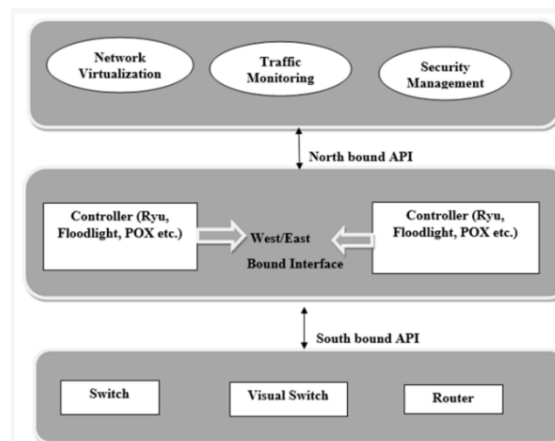 Network
Virtualization
Traffic
Monitoring
Security
Management
North bound API
Controller (Ryu,
Floodlight, POX etc.)
West/East
Bound Interface
Controller (Ryu,
Floodlight, POX etc.)
South bound API
Switch
Visual Switch
Router